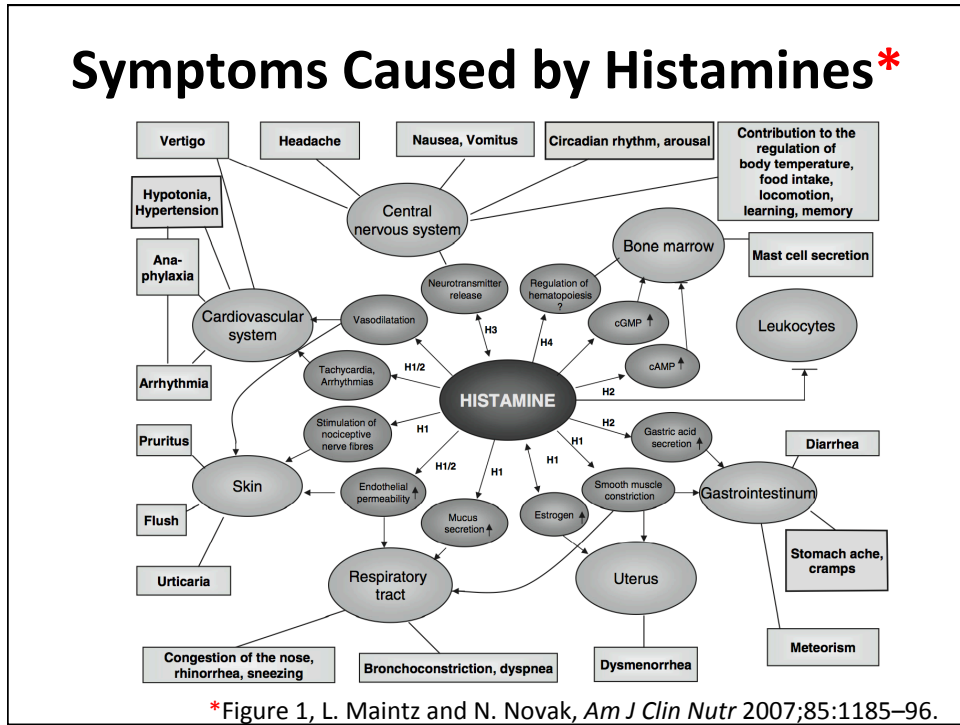 Symptoms Caused by Histamines*
Vertigo
Headache
Nausea, Vomitus
Circadian rhythm, arousal
Contribution to the
regulation of
body temperature,
food intake,
locomotion,
learning, memory
Hypotonia,
Hypertension
Central
nervous system
Bone marrow
Mast cell secretion
Ana-
phylaxia
Neurotransmitter
release
Regulation of
hematopoiesis
?
Cardiovascular
system
Vasodilatation
cGMP ↑
Leukocytes
H3
H4
cAMP ↑
Arrhythmia
Tachycardia,
Arrhythmias
H1/2
HISTAMINE
H2
Pruritus
Stimulation of
nociceptive
nerve fibres
H1
H2
Gastric acid
secretion ↑
Diarrhea
H1/2
H1
H1
H1
Skin
Endothelial
permeability ↑
Smooth muscle
constriction
Gastrointestinum
Flush
Mucus
secretion ↑
Estrogen ↑
Stomach ache,
cramps
Urticaria
Respiratory
tract
Uterus
Meteorism
Congestion of the nose,
rhinorrhea, sneezing
Bronchoconstriction, dyspnea
Dysmenorrhea
*Figure 1, L. Maintz and N. Novak, Am J Clin Nutr 2007;85:1185–96.